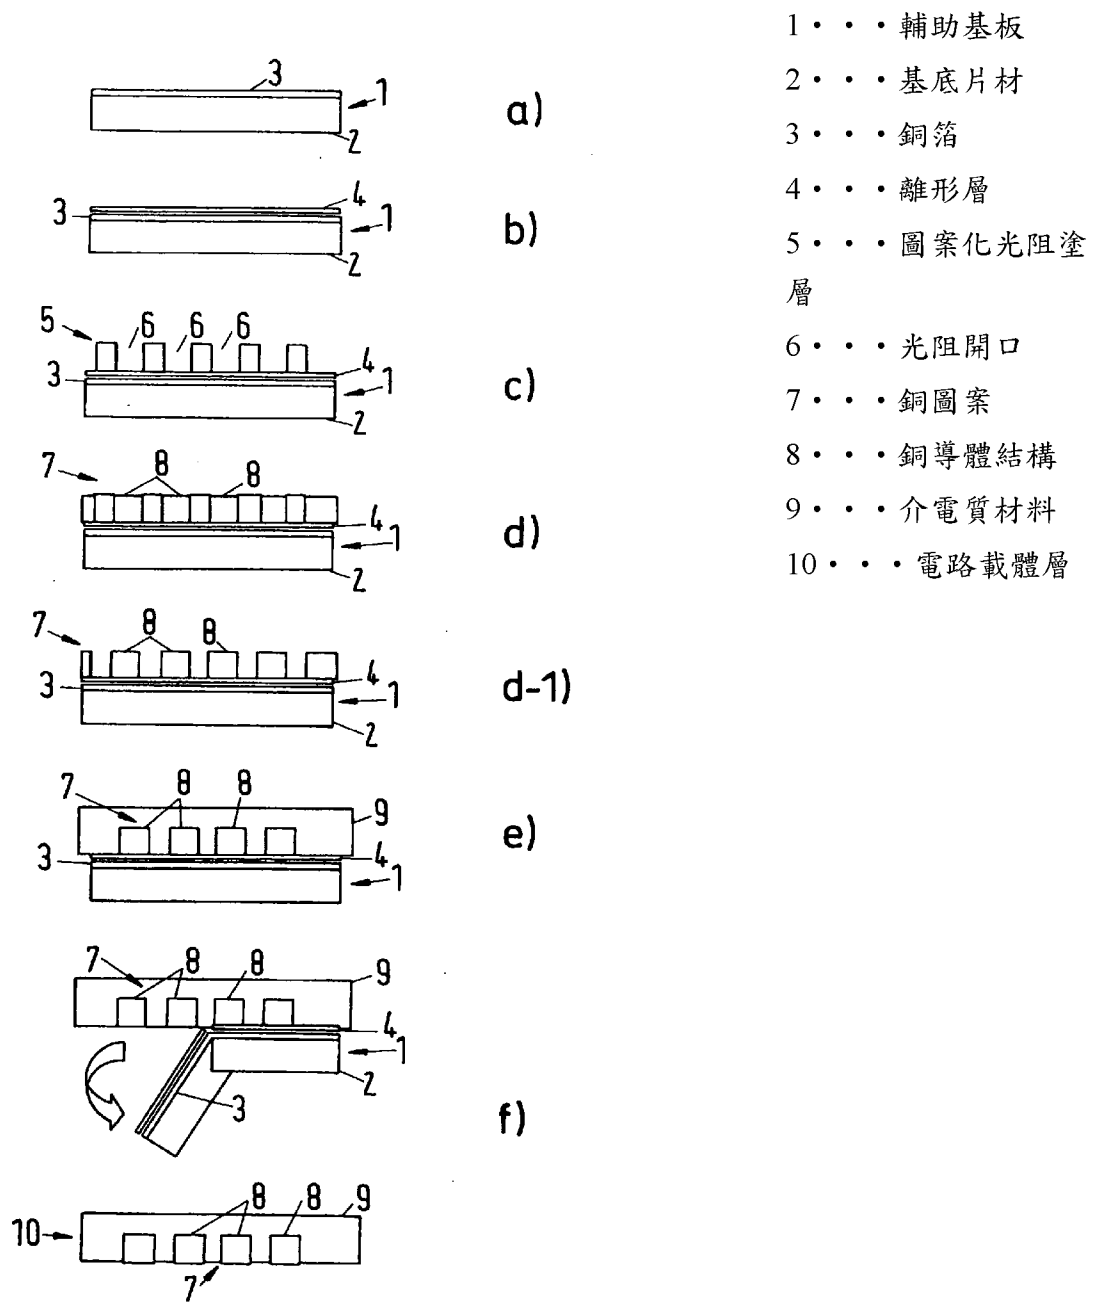 3
1
2
a)
4
3
1
2
b)
5 6 6 6
4
3
1
2
c)
7 8 8
4
1
2
d)
7 8 8
4
3
1
2
d-1)
7 8 8 9
4
3
1
e)
7 8 8 9
4
1
2
3
f)
8 8 9
10
7
1・・・輔助基板
2・・・基底片材
3・・・銅箔
4・・・離形層
5・・・圖案化光阻塗
層
6・・・光阻開口
7・・・銅圖案
8・・・銅導體結構
9・・・介電質材料
10・・・電路載體層